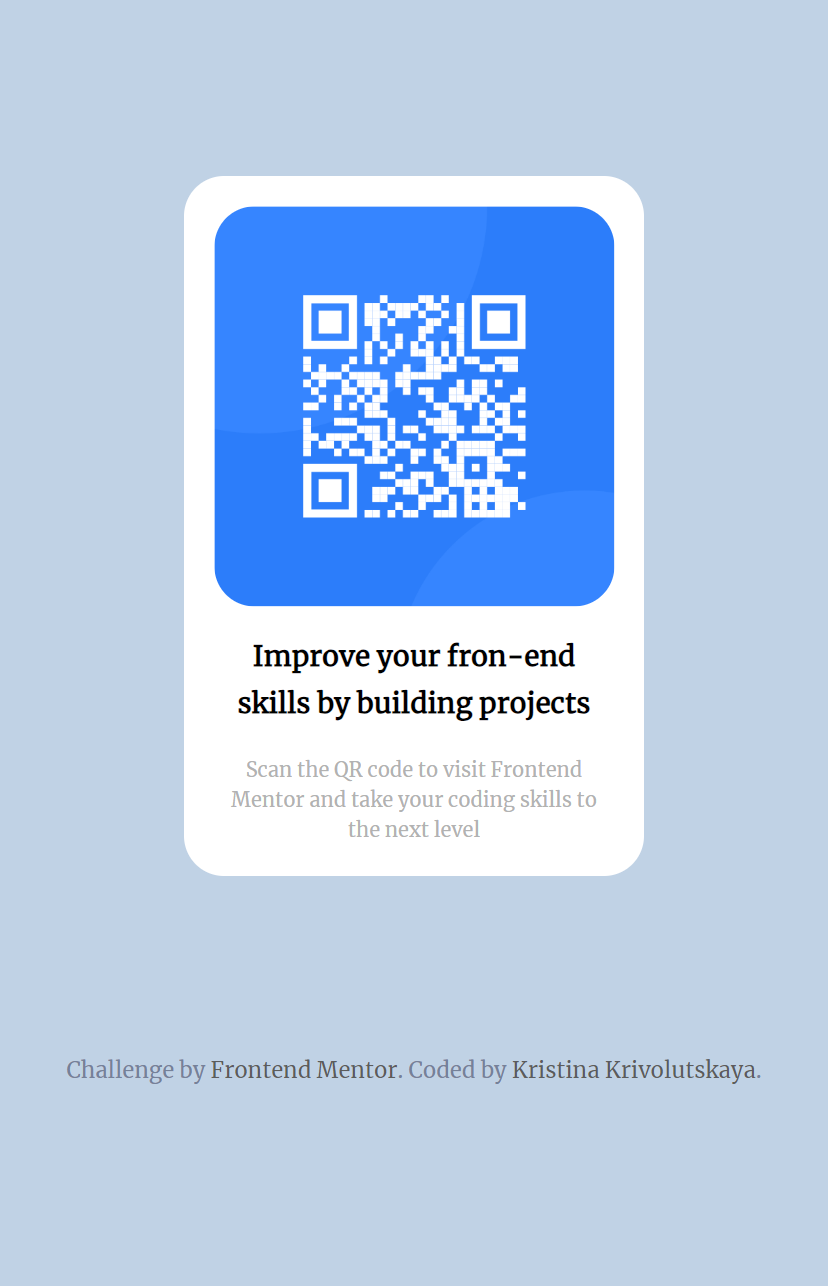 Improve your fron-end
skills by building projects
Scan the QR code to visit Frontend
Mentor and take your coding skills to
the next level
Challenge by Frontend Mentor. Coded by Kristina Krivolutskaya.